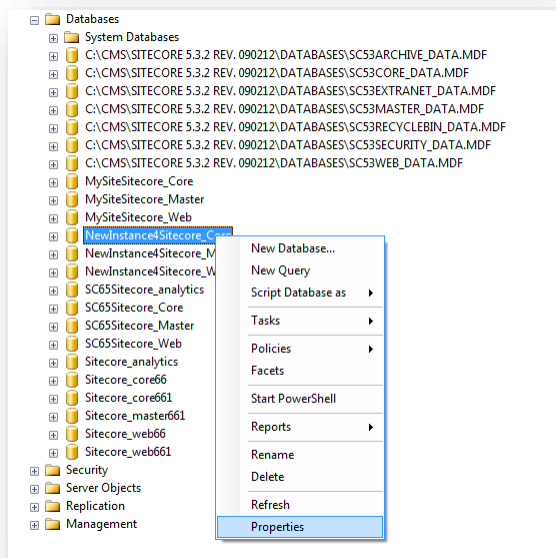 Databases
System Databases
C:\CMS\SITECORE 5.3.2 REV. 090212\DATABASES\SC53ARCHIVE_DATA.MDF
C:\CMS\SITECORE 5.3.2 REV. 090212\DATABASES\SC53CORE_DATA.MDF
C:\CMS\SITECORE 5.3.2 REV. 090212\DATABASES\SC53EXTRANET_DATA.MDF
C:\CMS\SITECORE 5.3.2 REV. 090212\DATABASES\SC53MASTER_DATA.MDF
C:\CMS\SITECORE 5.3.2 REV. 090212\DATABASES\SC53RECYCLEBIN_DATA.MDF
C:\CMS\SITECORE 5.3.2 REV. 090212\DATABASES\SC53SECURITY_DATA.MDF
C:\CMS\SITECORE 5.3.2 REV. 090212\DATABASES\SC53WEB_DATA.MDF
MySiteSitecore_Core
MySiteSitecore_Master
MySiteSitecore_Web
NewInstance4Sitecore_Core
NewInstance4Sitecore_M
NewInstance4Sitecore_W
SC65Sitecore_analytics
SC65Sitecore_Core
SC65Sitecore_Master
SC65Sitecore_Web
Sitecore_analytics
Sitecore_core66
Sitecore_core661
Sitecore_master661
Sitecore_web66
Sitecore_web661
Security
Server Objects
Replication
Management
New Database...
New Query
Script Database as
Tasks
Policies
Facets
Start PowerShell
Reports
Rename
Delete
Refresh
Properties